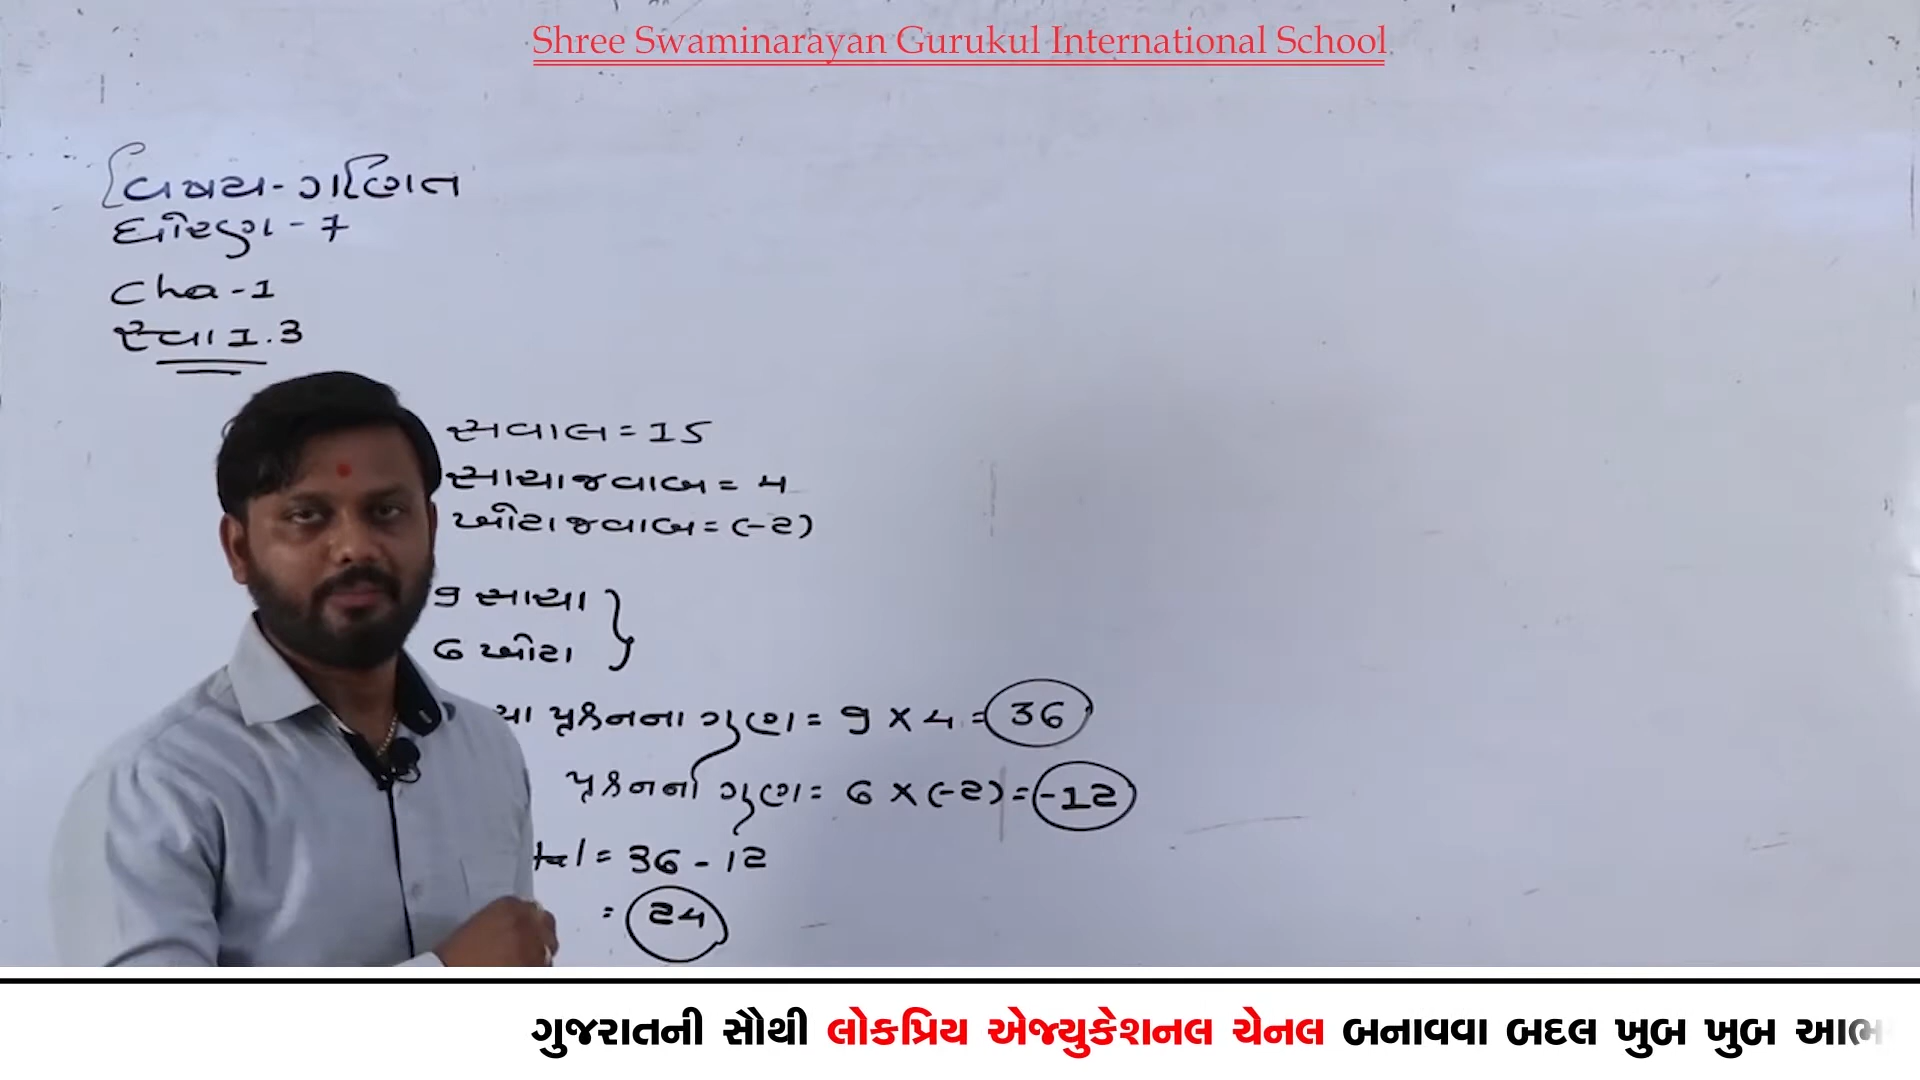 Shree Swaminarayan Gurukul International School
વિષય - ગણિત
ધોરણ - 7
Cha - 1
સ્વા 1.3
સવાલ = 15
સાચા જવાબ = 4
ખોટા જવાબ = (-2)
9 સાચા
6 ખોટા
ચા પ્રશ્નના ગુણ = 9 × 4 = 36
પ્રશ્નના ગુણ = 6 × (-2) = -12
= 36 - 12
= 24
ગુજરાતની સૌથી લોકપ્રિય એજ્યુકેશનલ ચેનલ બનાવવા બદલ ખુબ ખુબ આભ